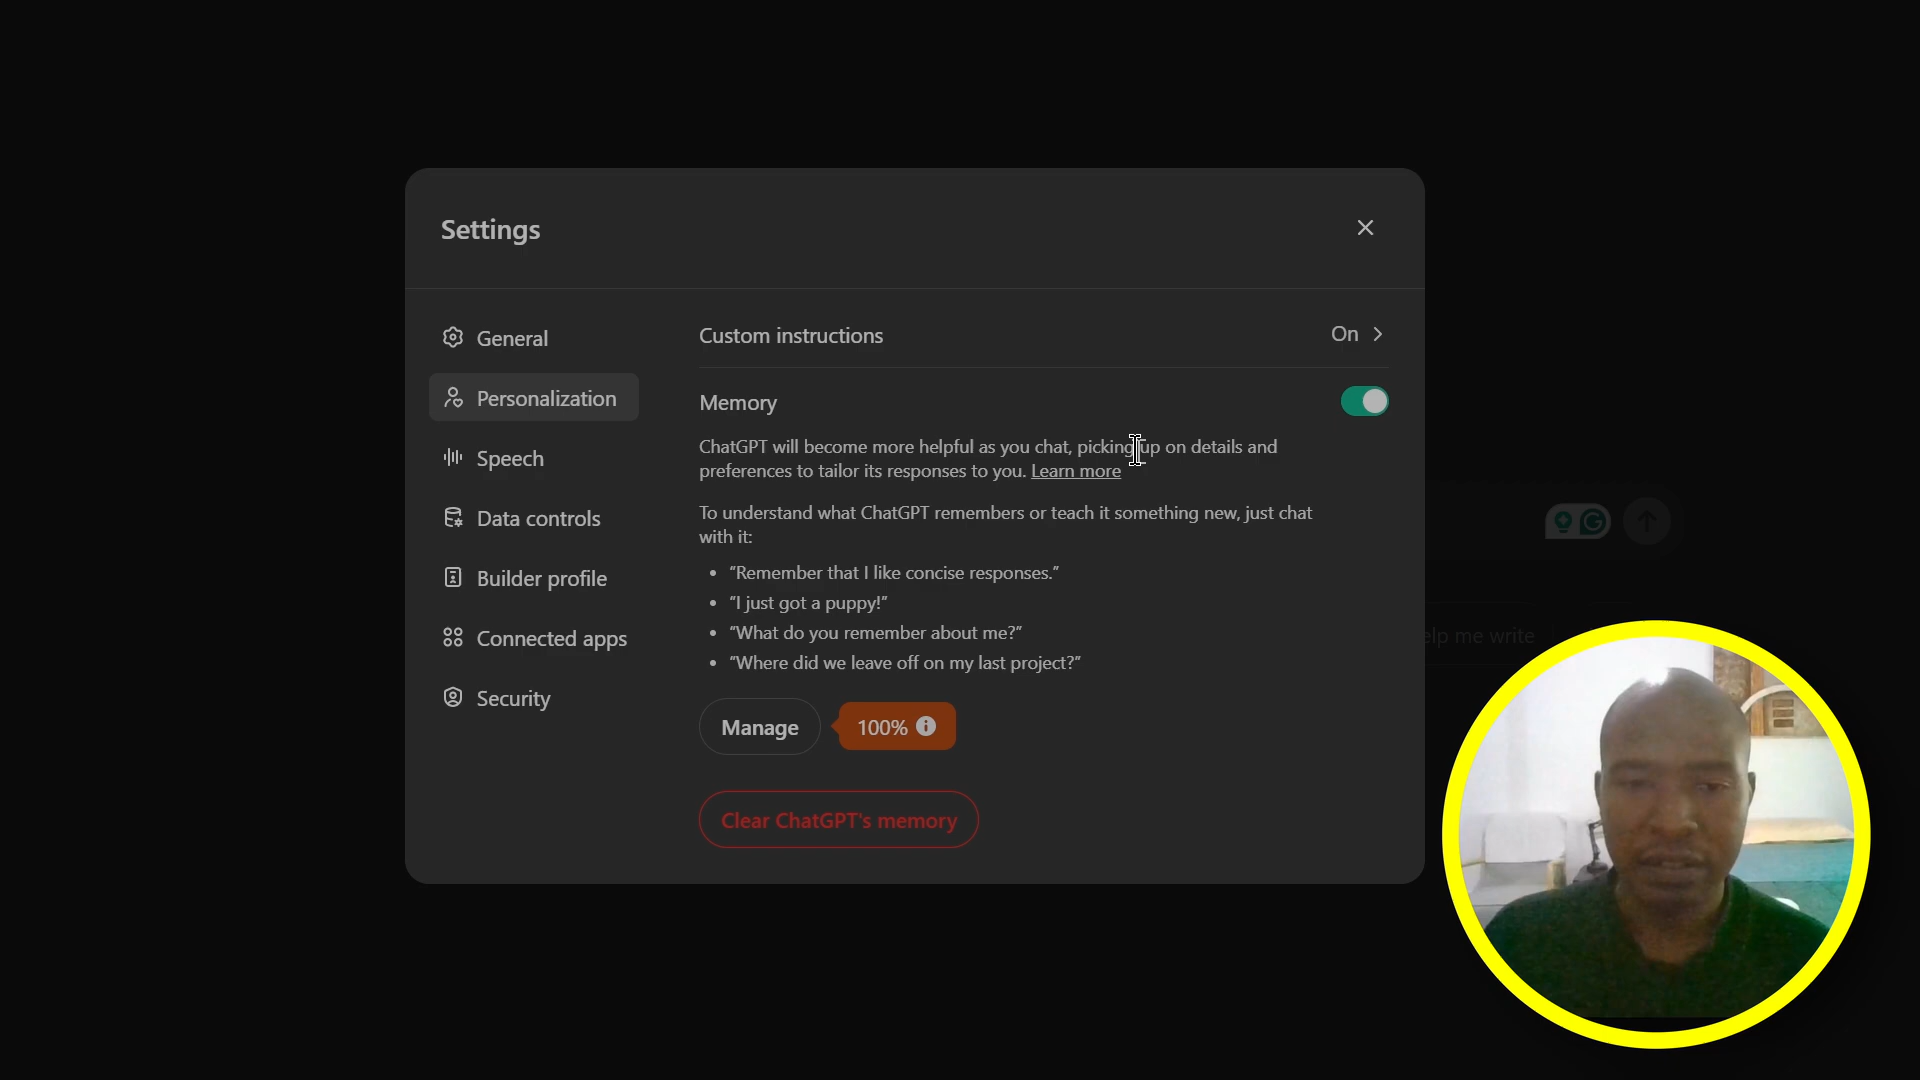 Settings
General
Personalization
Speech
Data controls
Builder profile
Connected apps
Security
Custom instructions
On
Memory
ChatGPT will become more helpful as you chat, picking up on details and
preferences to tailor its responses to you. Learn more
To understand what ChatGPT remembers or teach it something new, just chat
with it:
• “Remember that I like concise responses.”
• “I just got a puppy!”
• “What do you remember about me?”
• “Where did we leave off on my last project?”
Manage
100%
Clear ChatGPT's memory
me write